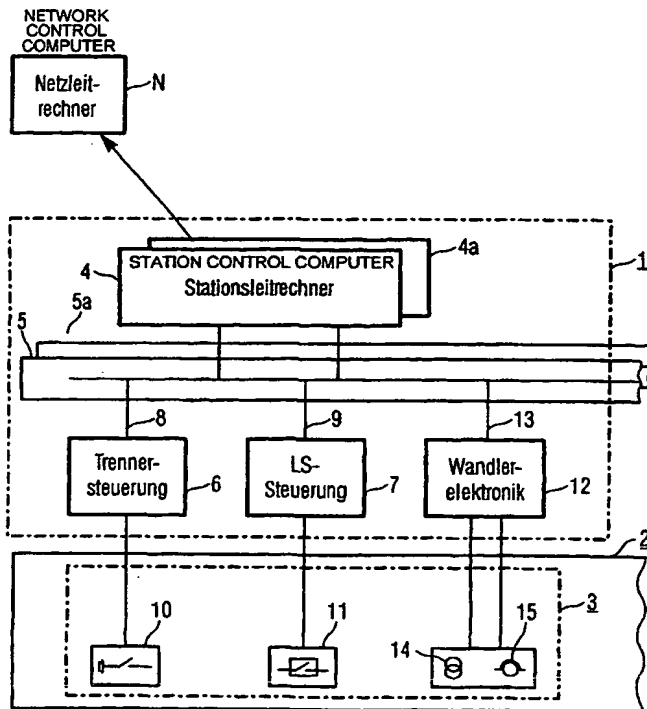 NETWORK
CONTROL
COMPUTER
Netzleit-
rechner
N
4a
4
STATION CONTROL COMPUTER
Stationsleitrechner
1
5a
5
8
9
13
Trenner-
steuerung
6
LS-
Steuerung
7
Wandler-
elektronik
12
2
3
10
11
14
15